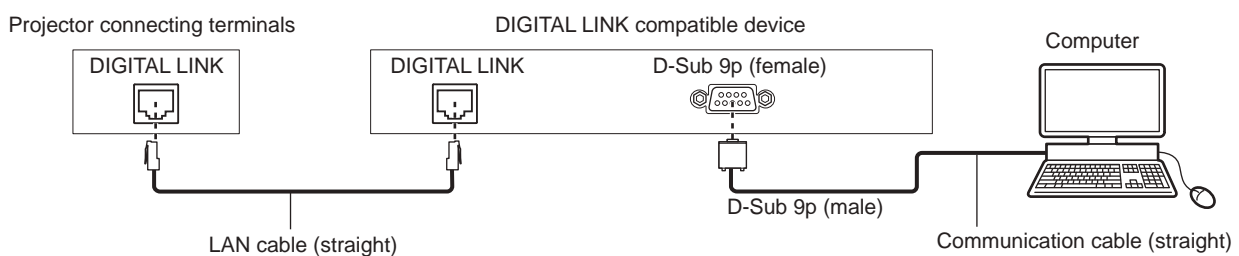 Projector connecting terminals
DIGITAL LINK compatible device
Computer
DIGITAL LINK
DIGITAL LINK
D-Sub 9p (female)
D-Sub 9p (male)
LAN cable (straight)
Communication cable (straight)